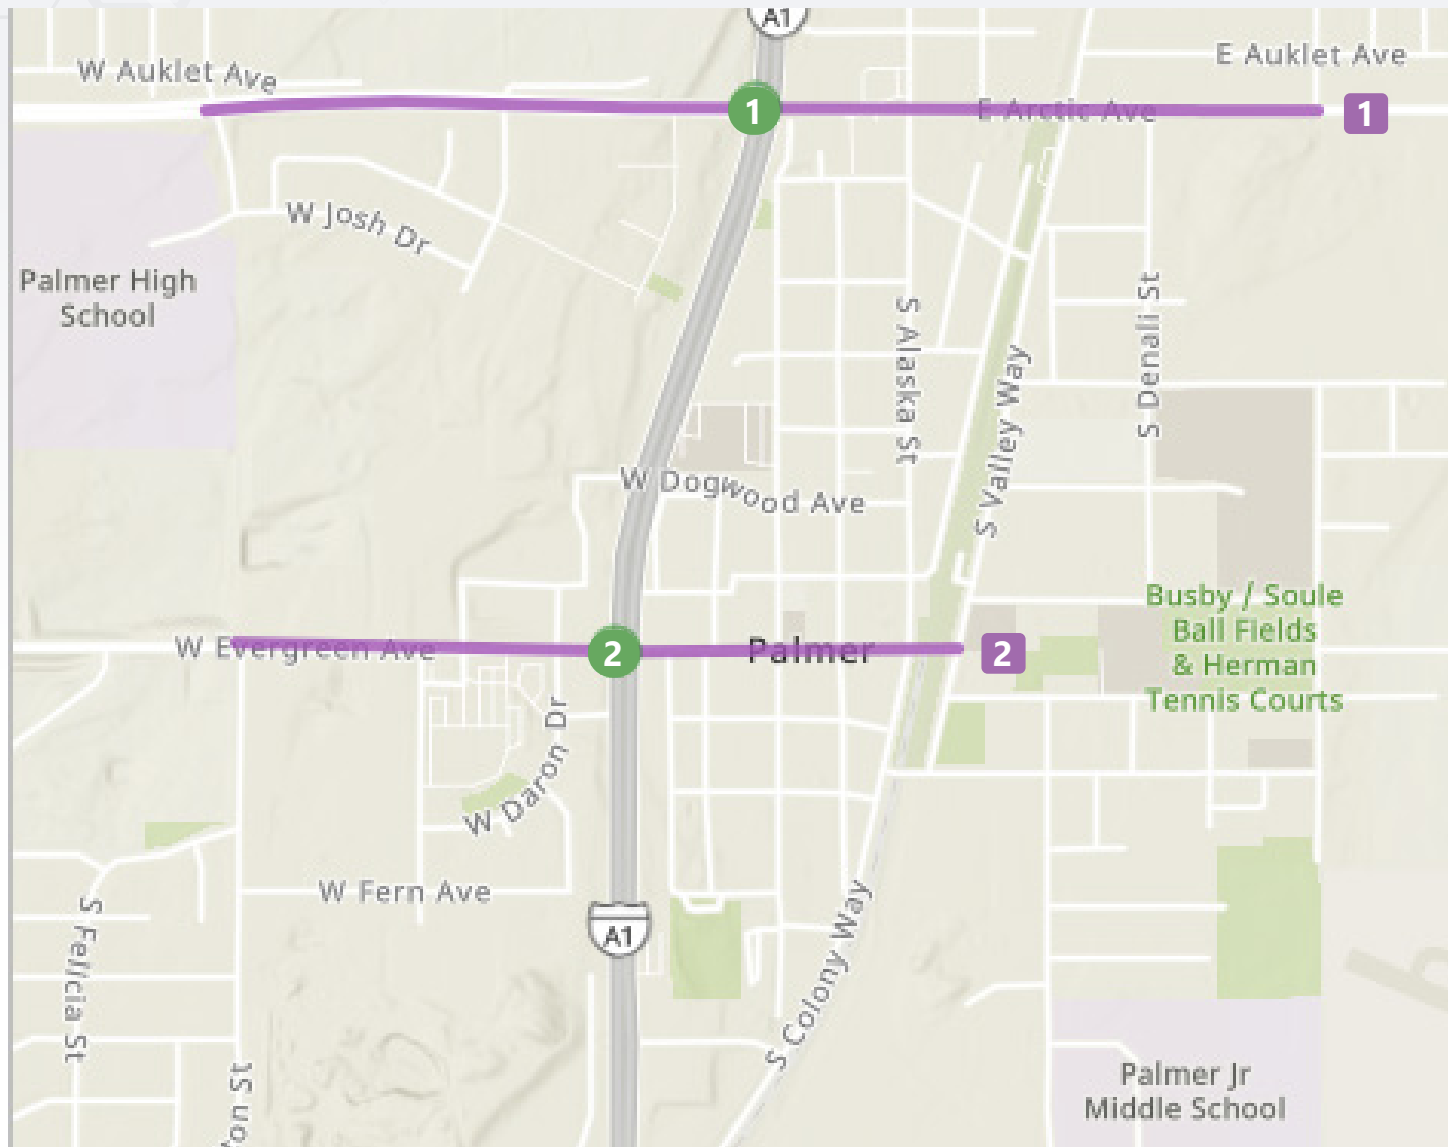 A1
W Auklet Ave
E Auklet Ave
1
E Arctic Ave
1
W Josh Dr
Palmer High
School
S Alaska St
S Denali St
S Valley Way
W Dogwood Ave
Busby / Soule
Ball Fields
& Herman
Tennis Courts
W Evergreen Ave
2
Palmer
2
W Daron Dr
W Fern Ave
A1
S Felicia St
S Colony Way
Palmer Jr
Middle School